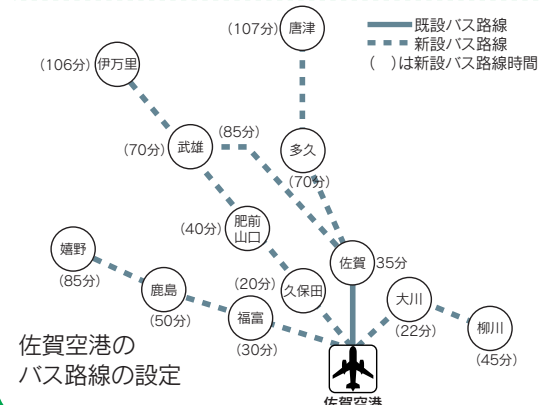 唐津
(107分)
既設バス路線
新設バス路線
( )は新設バス路線時間
(106分)
伊万里
(85分)
武雄
(70分)
多久
(70分)
(40分)
肥前
山口
嬉野
(85分)
佐賀
35分
(20分)
久保田
鹿島
(50分)
大川
(22分)
福富
(30分)
柳川
(45分)
佐賀空港の
バス路線の設定
佐賀空港